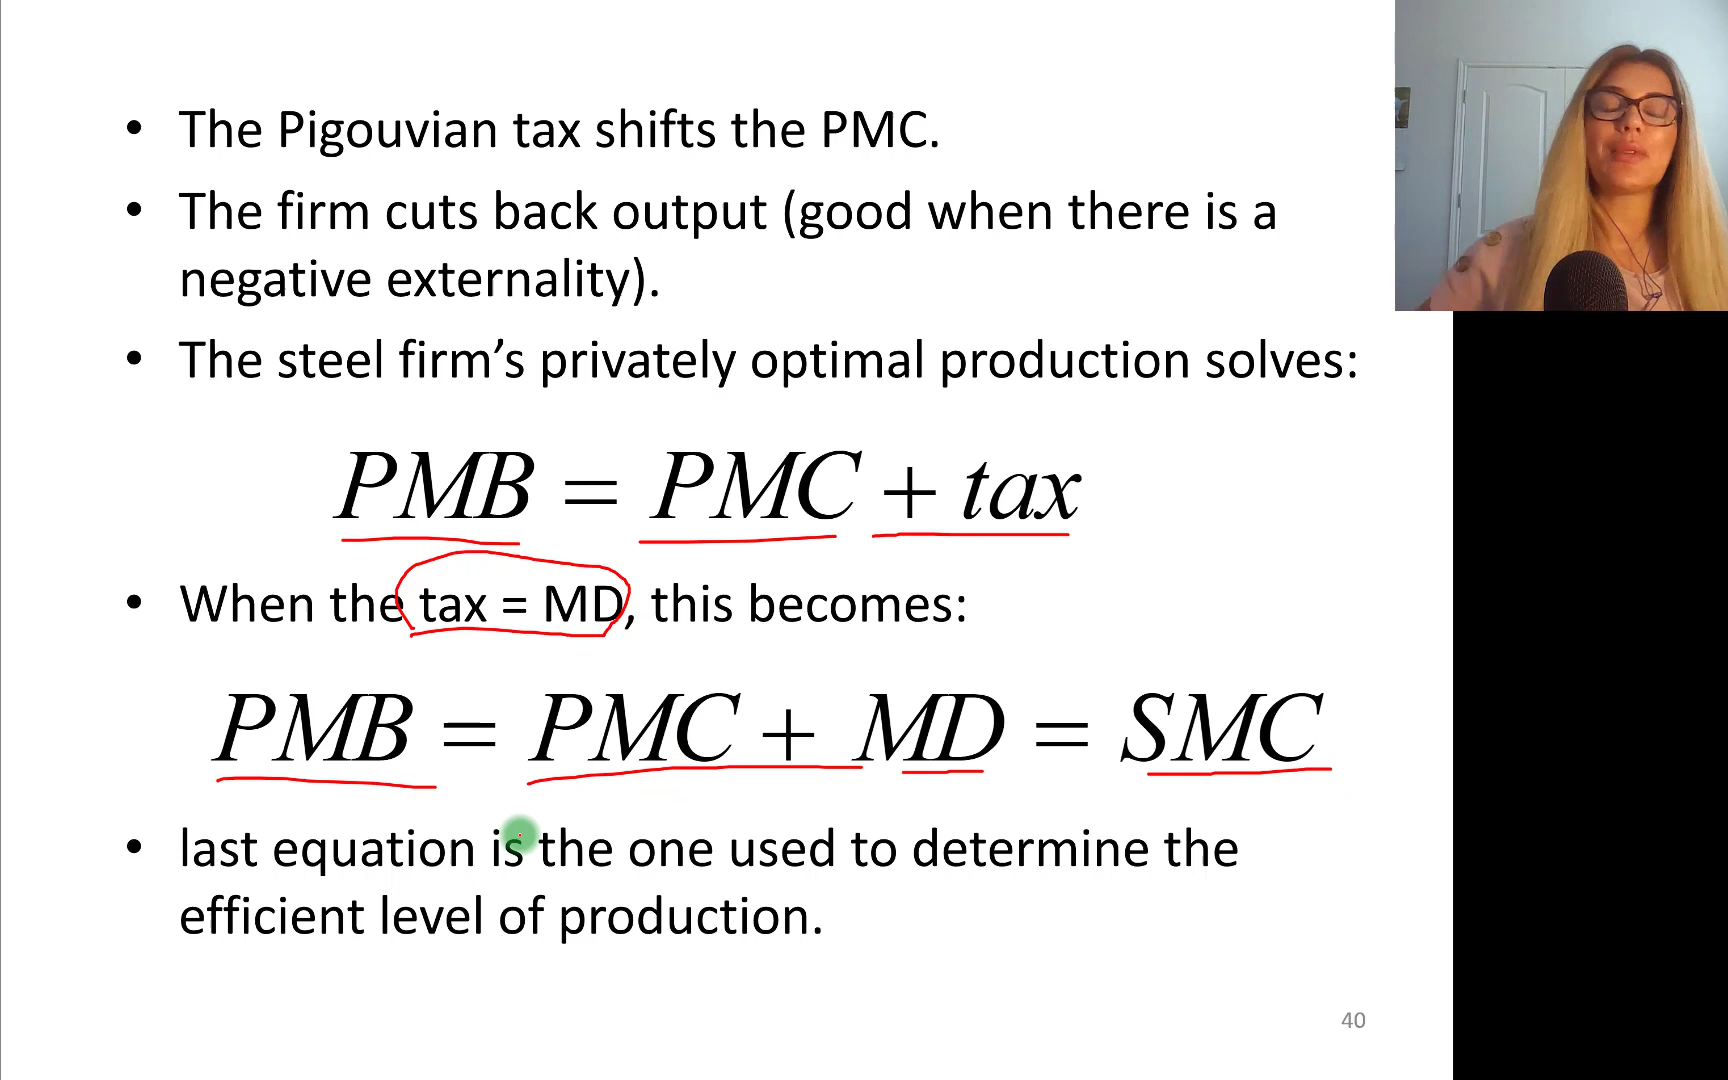 • The Pigouvian tax shifts the PMC.
• The firm cuts back output (good when there is a
negative externality).
• The steel firm’s privately optimal production solves:
PMB = PMC + tax
• When the tax = MD, this becomes:
PMB = PMC + MD = SMC
• last equation is the one used to determine the
efficient level of production.
40